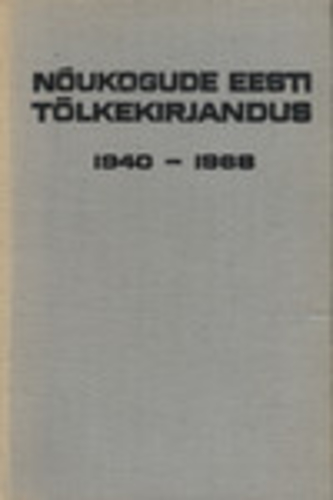 NÕUKOGUDE EESTI
TÕLKEKIRJANDUS
1940 – 1968